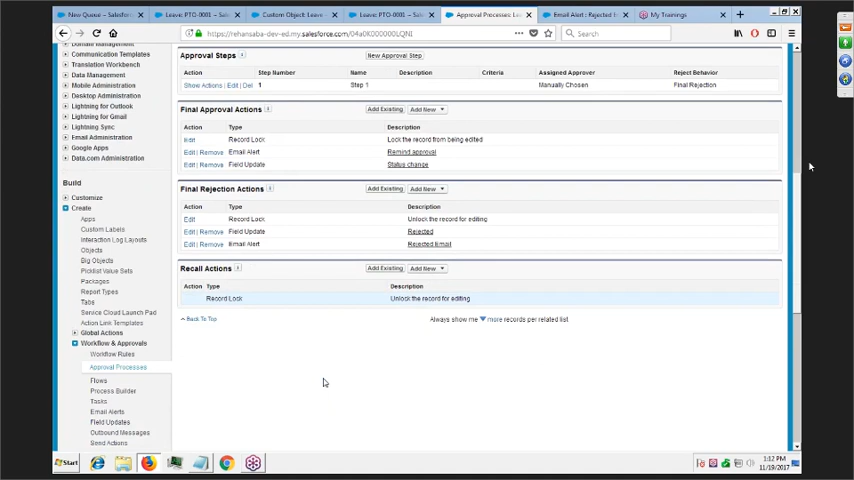 New Queue ~ Salesforc
Leave: PTO-0001 ~ Sale
Custom Object: Leave ~
Leave: PTO-0001 ~ Sale
Approval Processes: Le
Email Alert : Rejected
My Trainings
https://rehansaba-dev-ed.my.salesforce.com/04a0K000000LQNI
Search
Communication Templates
Translation Workbench
Data Management
Mobile Administration
Desktop Administration
Lightning for Outlook
Lightning for Gmail
Lightning Sync
Email Administration
Google Apps
Data.com Administration
Build
Customize
Create
Apps
Custom Labels
Interaction Log Layouts
Objects
Big Objects
Picklist Value Sets
Packages
Report Types
Tabs
Service Cloud Launch Pad
Action Link Templates
Global Actions
Workflow & Approvals
Workflow Rules
Approval Processes
Flows
Process Builder
Tasks
Email Alerts
Field Updates
Outbound Messages
Send Actions
Approval Steps
New Approval Step
Action Step Number Name Description Criteria Assigned Approver Reject Behavior
Show Actions | Edit | Del 1 Step 1 Manually Chosen Final Rejection
Final Approval Actions Add Existing Add New
Action Type Description
Edit Record Lock Lock the record from being edited
Edit | Remove Email Alert Remind approval
Edit | Remove Field Update Status change
Final Rejection Actions Add Existing Add New
Action Type Description
Edit Record Lock Unlock the record for editing
Edit | Remove Field Update Rejected
Edit | Remove Email Alert Rejected Email
Recall Actions Add Existing Add New
Action Type Description
Record Lock Unlock the record for editing
Back To Top Always show me more records per related list
Start
1:12 PM
11/19/2017